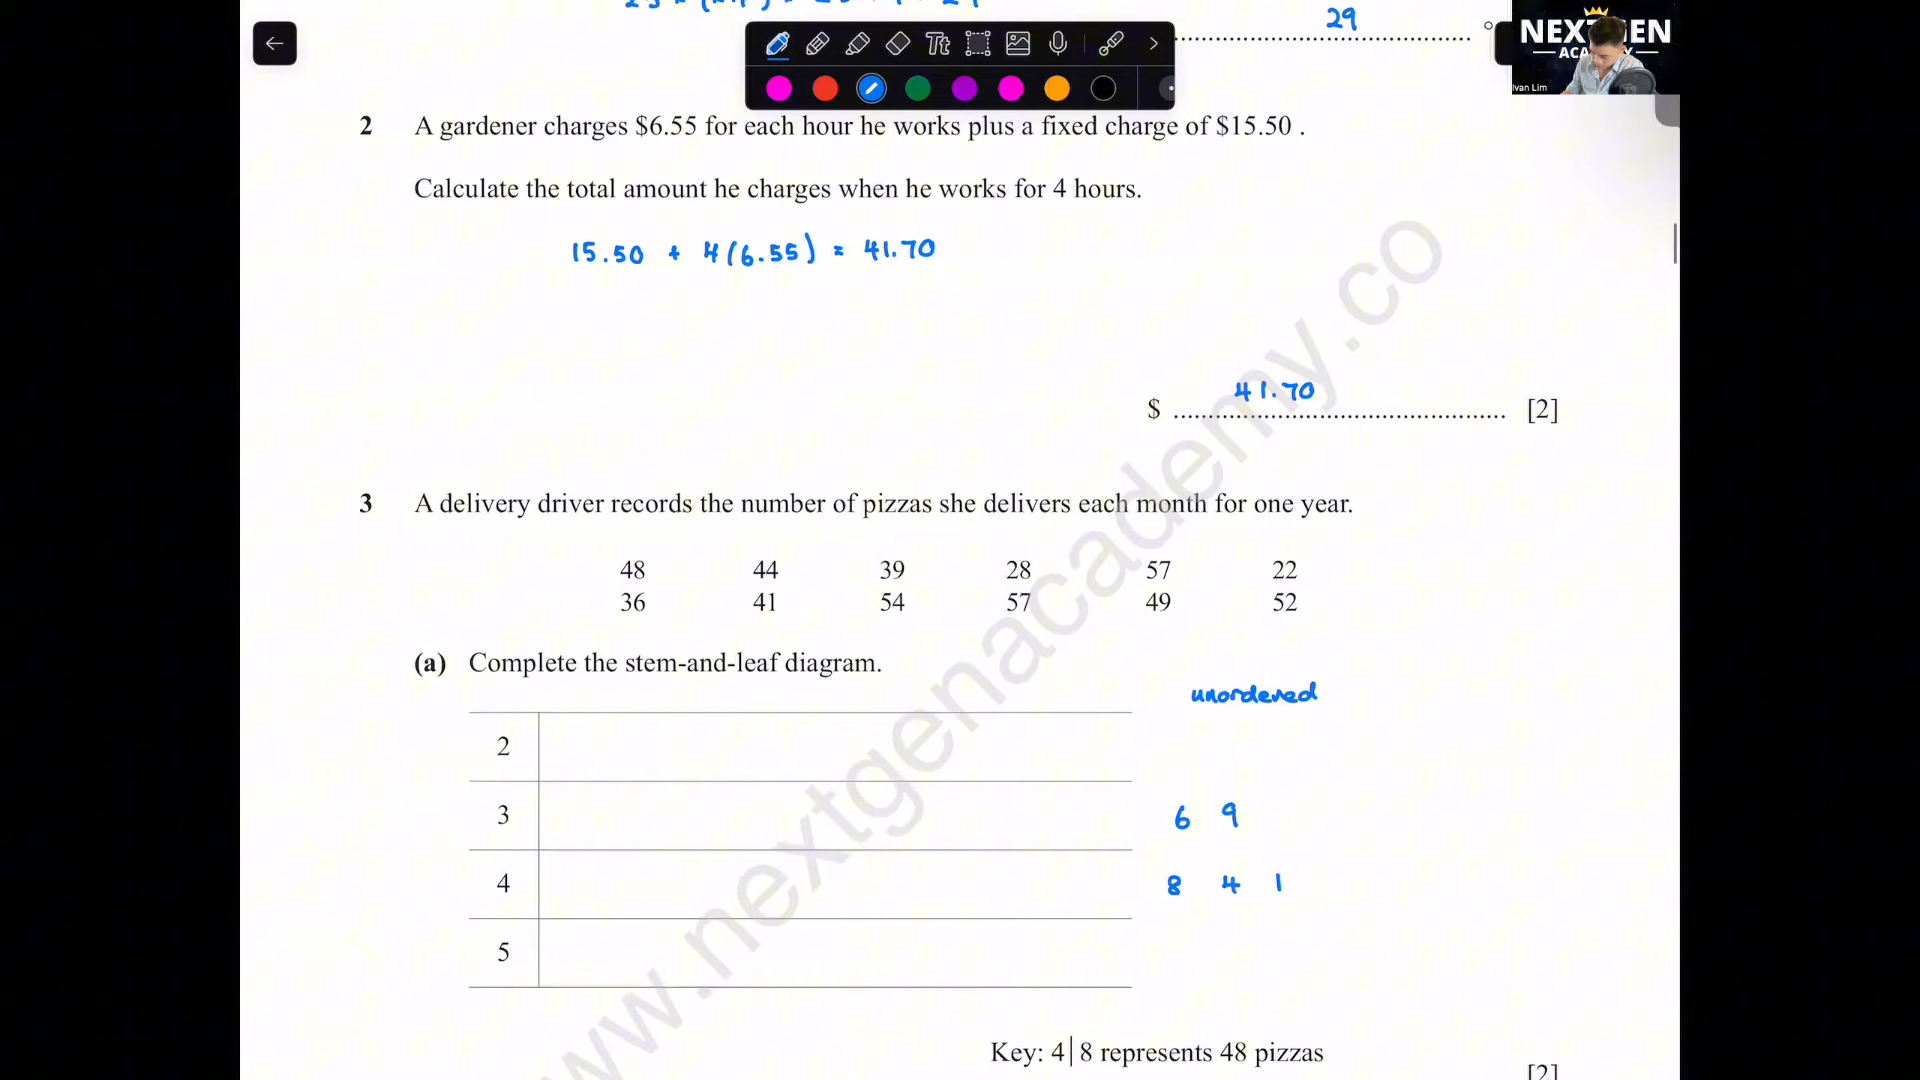 29
NEXTGEN
ACADEMY
Ivan Lim
Tt
2 A gardener charges $6.55 for each hour he works plus a fixed charge of $15.50 .
Calculate the total amount he charges when he works for 4 hours.
15.50 + 4(6.55) = 41.70
$ 41.70 [2]
3 A delivery driver records the number of pizzas she delivers each month for one year.
48 44 39 28 57 22
36 41 54 57 49 52
(a) Complete the stem-and-leaf diagram.
unordered
2
3 6 9
4 8 4 1
5
Key: 4|8 represents 48 pizzas
[2]
www.nextgenacademy.co